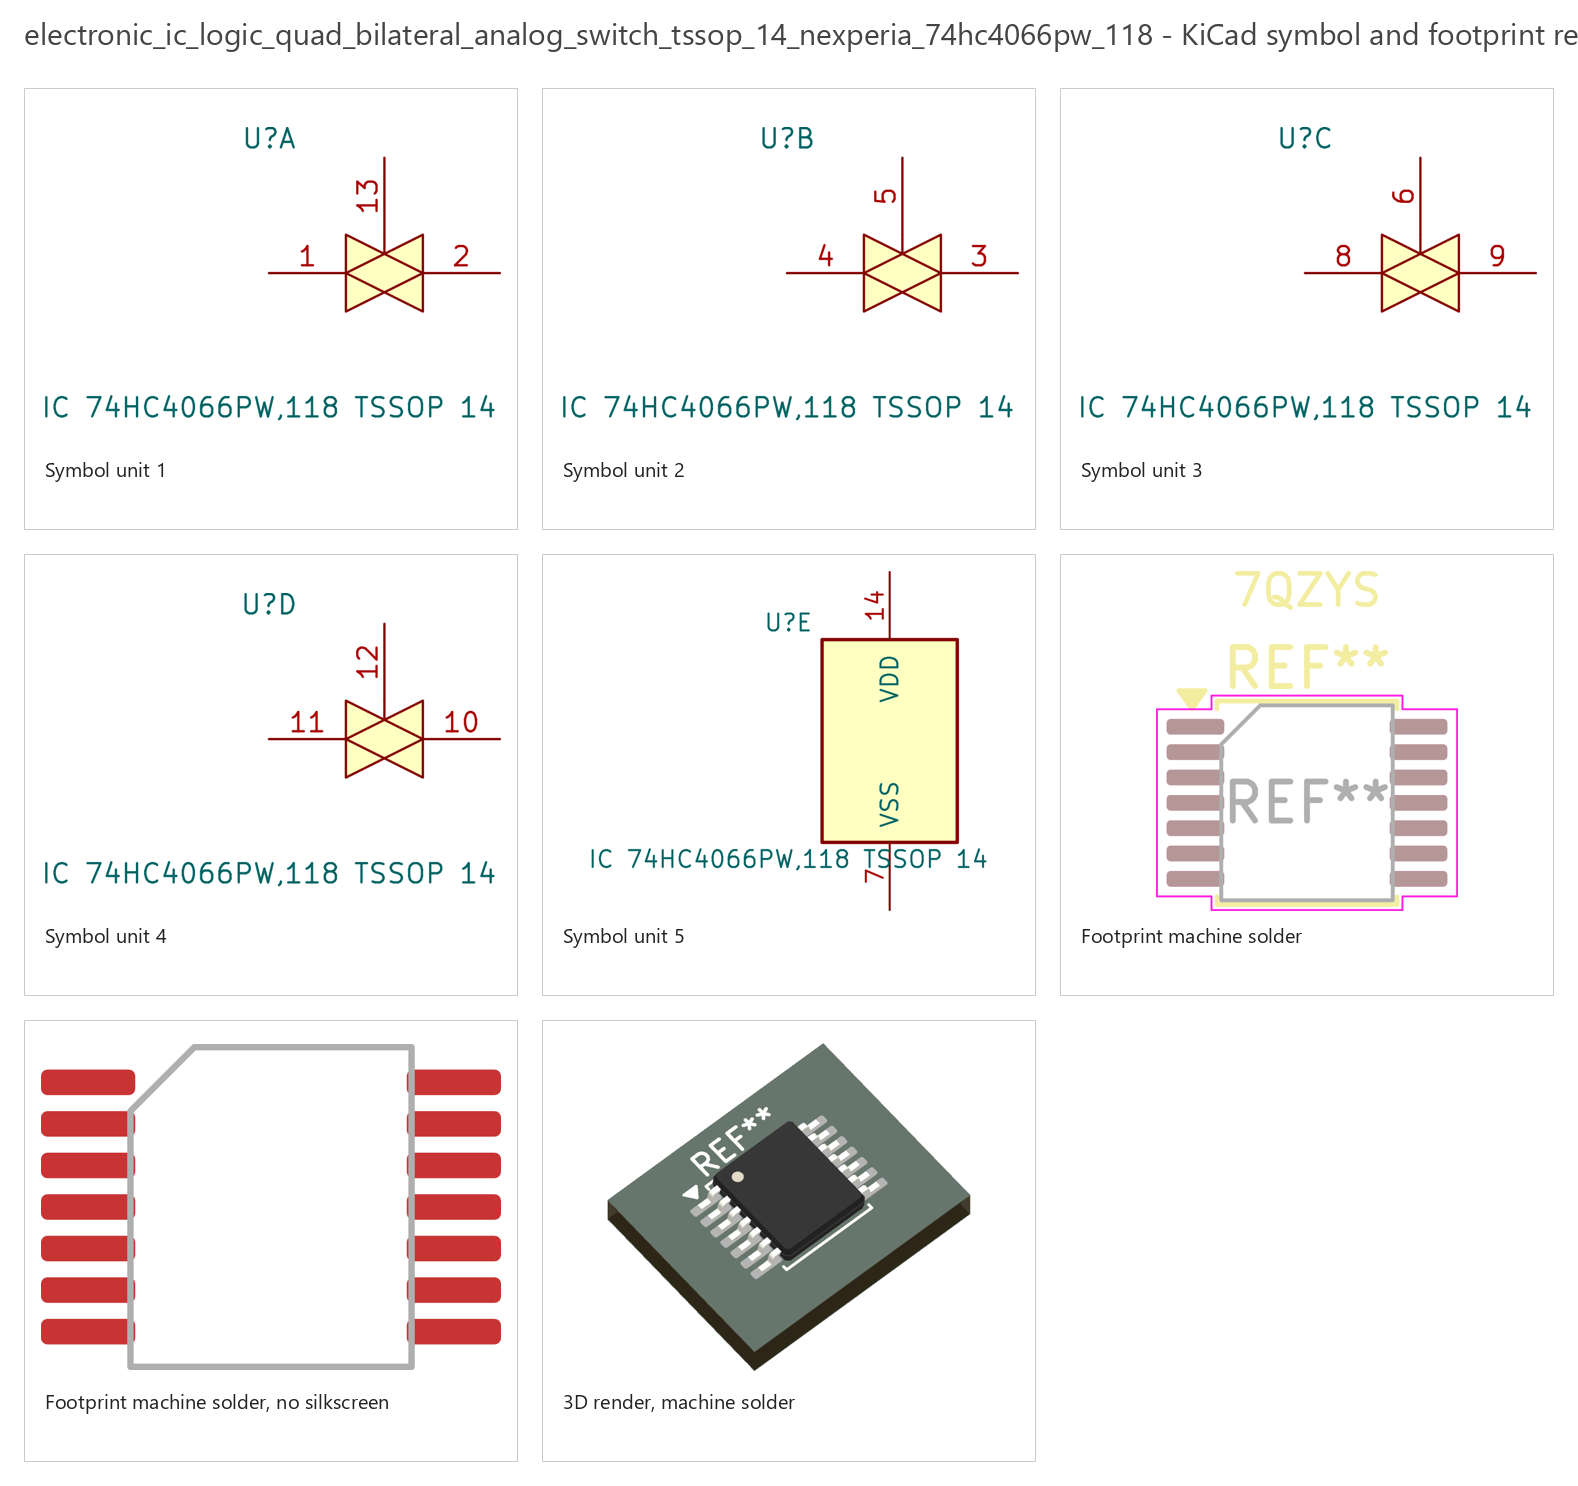 electronic_ic_logic_quad_bilateral_analog_switch_tssop_14_nexperia_74hc4066pw_118 - KiCad symbol and footprint re
U?A
13
1
2
IC 74HC4066PW,118 TSSOP 14
Symbol unit 1
U?B
5
4
3
IC 74HC4066PW,118 TSSOP 14
Symbol unit 2
U?C
6
8
9
IC 74HC4066PW,118 TSSOP 14
Symbol unit 3
U?D
12
11
10
IC 74HC4066PW,118 TSSOP 14
Symbol unit 4
14
U?E
VDD
VSS
IC 74HC4066PW,118 TSSOP 14
7
Symbol unit 5
7QZYS
REF**
REF**
Footprint machine solder
Footprint machine solder, no silkscreen
REF**
3D render, machine solder